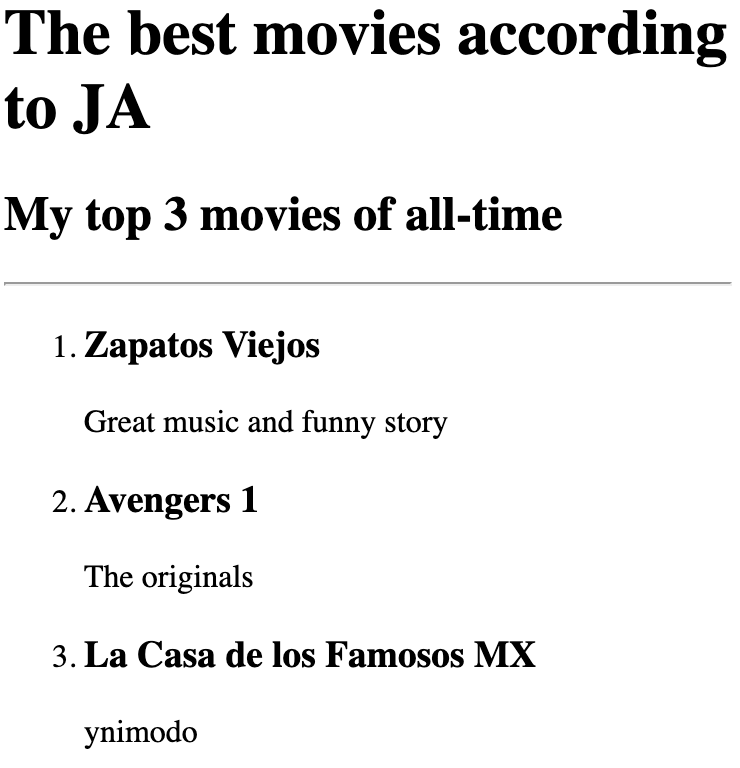 The best movies according
to JA
My top 3 movies of all-time
1. Zapatos Viejos
Great music and funny story
2. Avengers 1
The originals
3. La Casa de los Famosos MX
ynimodo